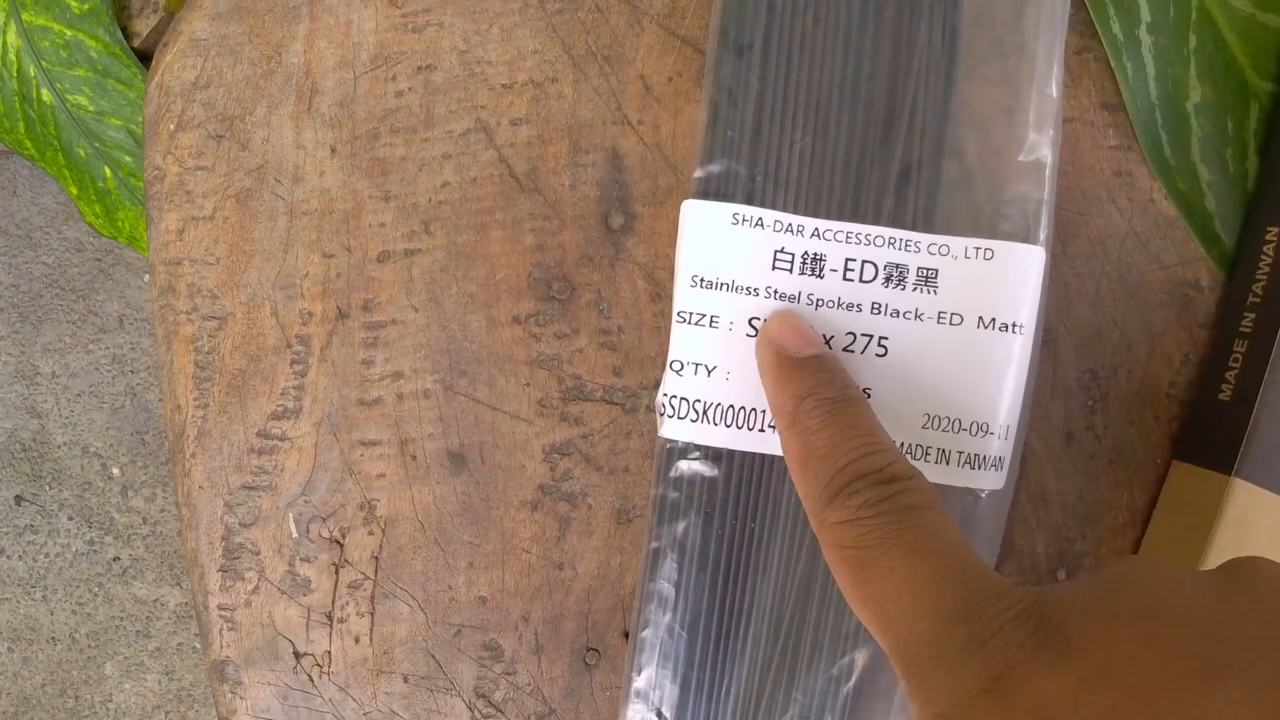 SHA-DAR ACCESSORIES CO., LTD
白鐵-ED霧黑
Stainless Steel Spokes Black-ED Matt
SIZE : x 275
Q'TY :
2020-09-11
MADE IN TAIWAN
MADE IN TAIWAN